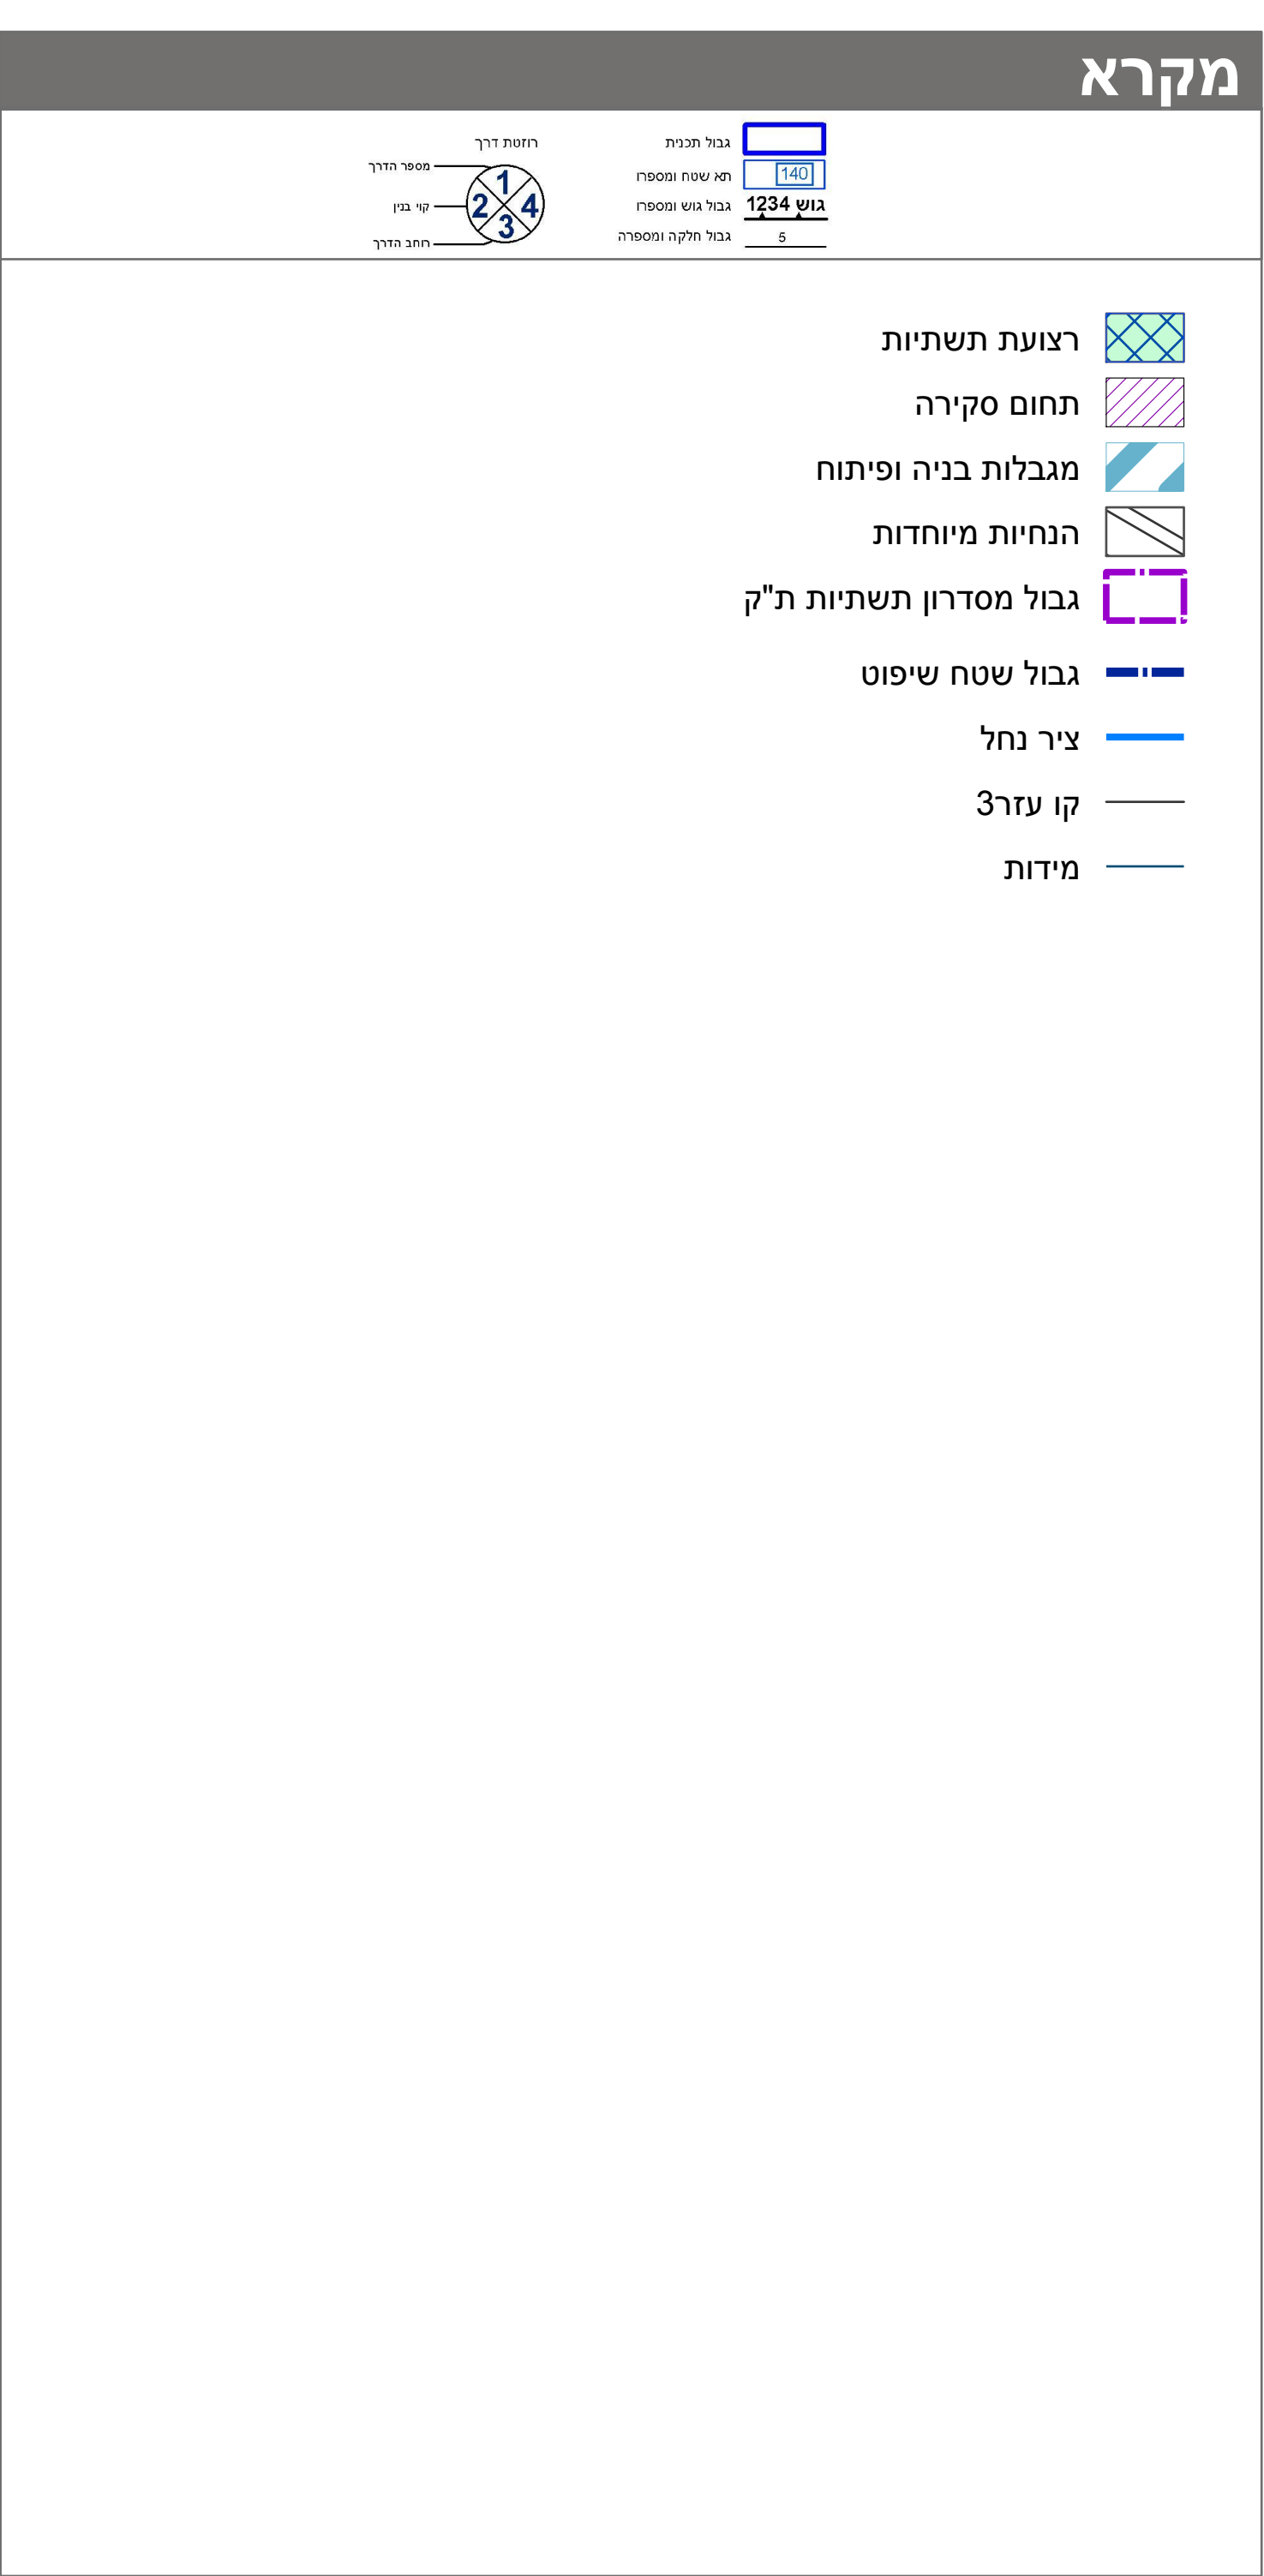 מקרא
גבול תכנית
140
תא שטח ומספרו
גוש 1234
גבול גוש ומספרו
5
גבול חלקה ומספרה
רוזטת דרך
מספר הדרך
קוי בנין
רוחב הדרך
1
2
4
3
רצועת תשתיות
תחום סקירה
מגבלות בניה ופיתוח
הנחיות מיוחדות
גבול מסדרון תשתיות ת"ק
גבול שטח שיפוט
ציר נחל
קו עזר3
מידות